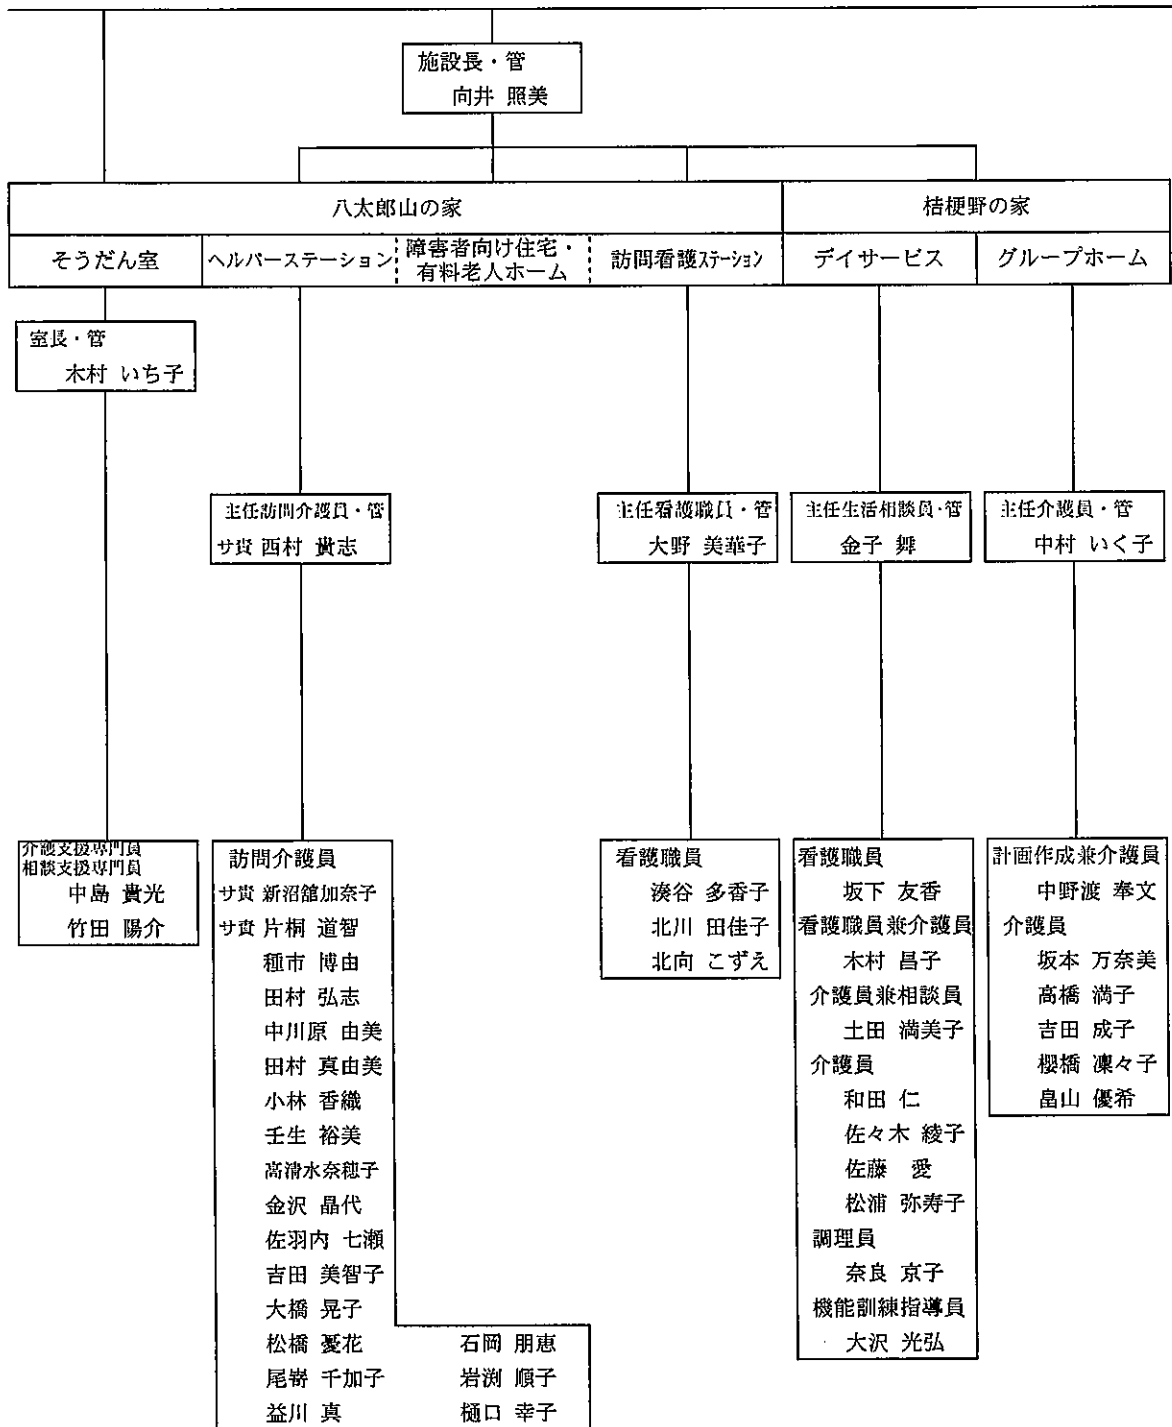 施設長・管
向井 照美
八太郎山の家
桔梗野の家
そうだん室
ヘルパーステーション
障害者向け住宅・
有料老人ホーム
訪問看護ステーション
デイサービス
グループホーム
室長・管
木村 いち子
主任訪問介護員・管
サ責 西村 貴志
主任看護職員・管
大野 美華子
主任生活相談員・管
金子 舞
主任介護員・管
中村 いく子
介護支援専門員
相談支援専門員
中島 貴光
竹田 陽介
訪問介護員
サ責 新沼舘加奈子
サ責 片桐 道智
種市 博由
田村 弘志
中川原 由美
田村 真由美
小林 香織
壬生 裕美
高清水奈穂子
金沢 晶代
佐羽内 七瀬
吉田 美智子
大橋 晃子
松橋 憂花
尾嵜 千加子
益川 真
石岡 朋恵
岩渕 順子
樋口 幸子
看護職員
湊谷 多香子
北川 田佳子
北向 こずえ
看護職員
坂下 友香
看護職員兼介護員
木村 昌子
介護員兼相談員
土田 満美子
介護員
和田 仁
佐々木 綾子
佐藤 愛
松浦 弥寿子
調理員
奈良 京子
機能訓練指導員
大沢 光弘
計画作成兼介護員
中野渡 奉文
介護員
坂本 万奈美
高橋 満子
吉田 成子
櫻橋 凜々子
畠山 優希